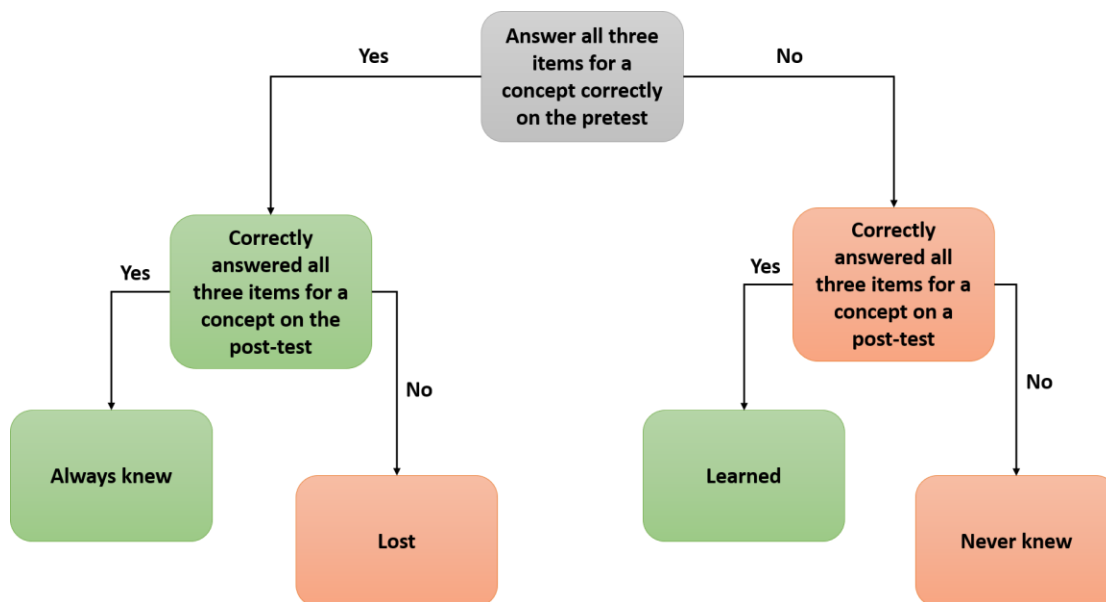 Answer all three
items for a
concept correctly
on the pretest
Yes
No
Correctly
answered all
three items for a
concept on the
post-test
Correctly
answered all
three items for a
concept on a
post-test
Yes
No
Yes
No
Always knew
Lost
Learned
Never knew